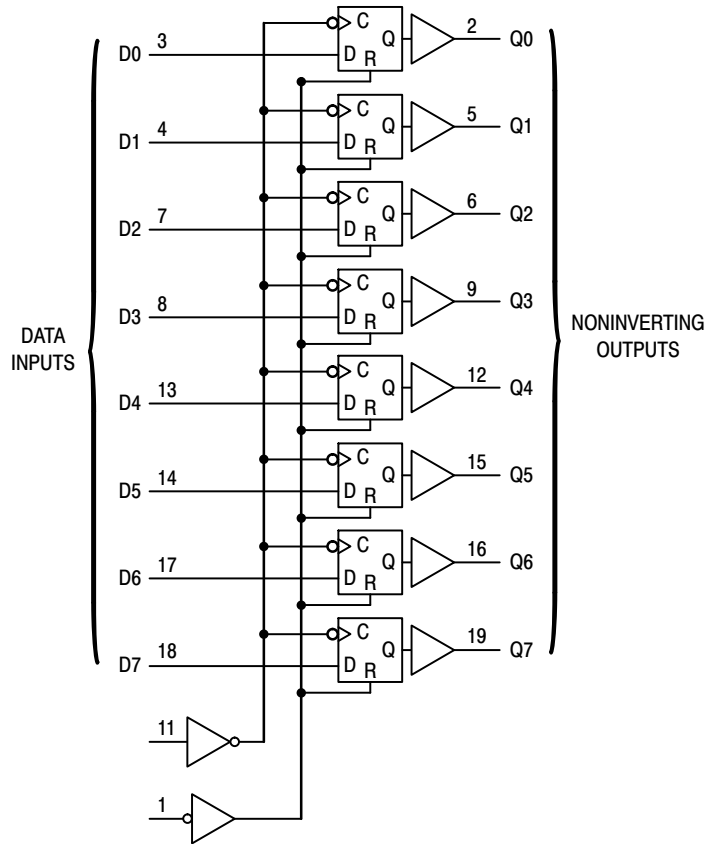 C
D0 3
D R
Q
2 Q0
C
D1 4
D R
Q
5 Q1
C
D2 7
D R
Q
6 Q2
C
D3 8
D R
Q
9 Q3
DATA
INPUTS
NONINVERTING
OUTPUTS
C
D4 13
D R
Q
12 Q4
C
D5 14
D R
Q
15 Q5
C
D6 17
D R
Q
16 Q6
C
D7 18
D R
Q
19 Q7
11
1